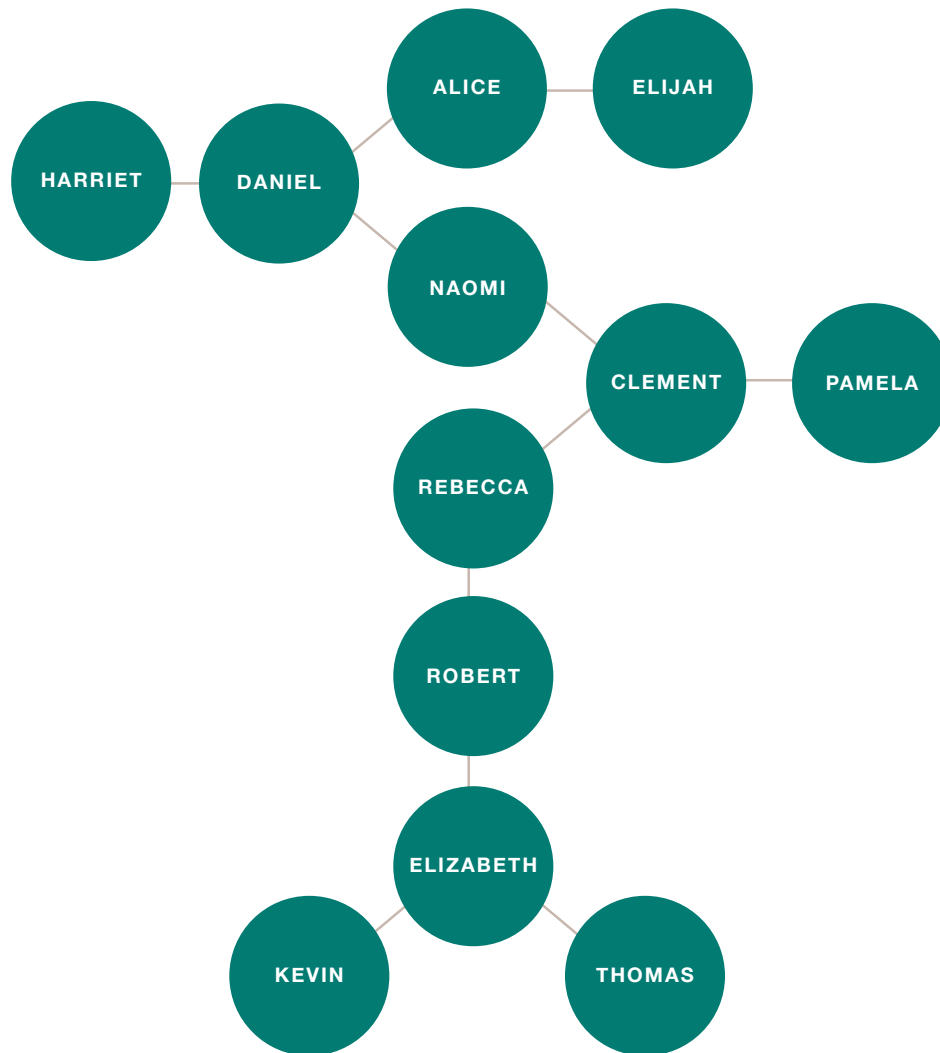 ALICE
ELIJAH
HARRIET
DANIEL
NAOMI
CLEMENT
PAMELA
REBECCA
ROBERT
ELIZABETH
KEVIN
THOMAS